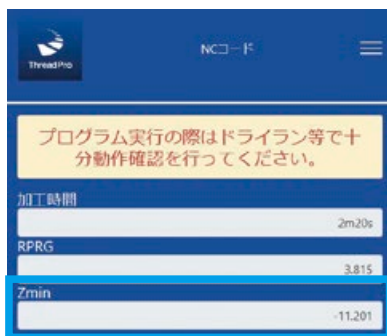 ThreadPro
NCコード
プログラム実行の際はドライラン等で十
分動作確認を行ってください。
加工時間
2m20s
RPRG
3.815
Zmin
-11.201